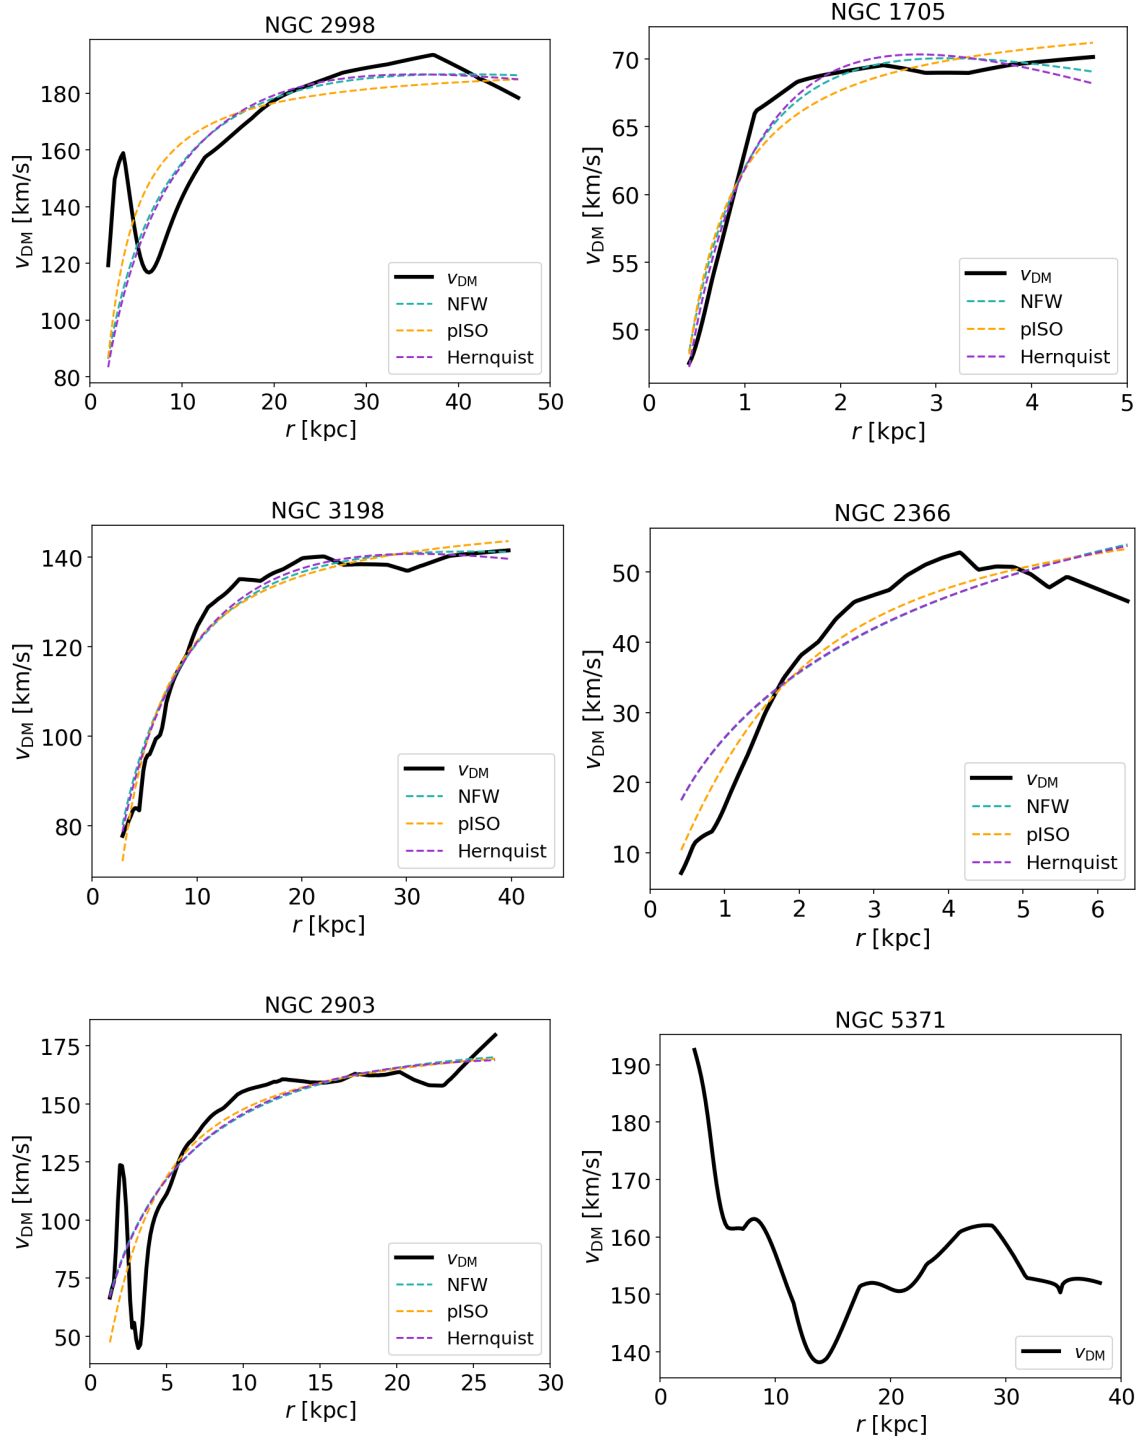 NGC 2998
180
160
140
120
100
80
v_DM [km/s]
v_DM
NFW
pISO
Hernquist
0 10 20 30 40 50
r [kpc]
NGC 1705
70
65
60
55
50
v_DM [km/s]
v_DM
NFW
pISO
Hernquist
0 1 2 3 4 5
r [kpc]
NGC 3198
140
120
100
80
v_DM [km/s]
v_DM
NFW
pISO
Hernquist
0 10 20 30 40
r [kpc]
NGC 2366
50
40
30
20
10
v_DM [km/s]
v_DM
NFW
pISO
Hernquist
0 1 2 3 4 5 6
r [kpc]
NGC 2903
175
150
125
100
75
50
v_DM [km/s]
v_DM
NFW
pISO
Hernquist
0 5 10 15 20 25 30
r [kpc]
NGC 5371
190
180
170
160
150
140
v_DM [km/s]
v_DM
0 10 20 30 40
r [kpc]